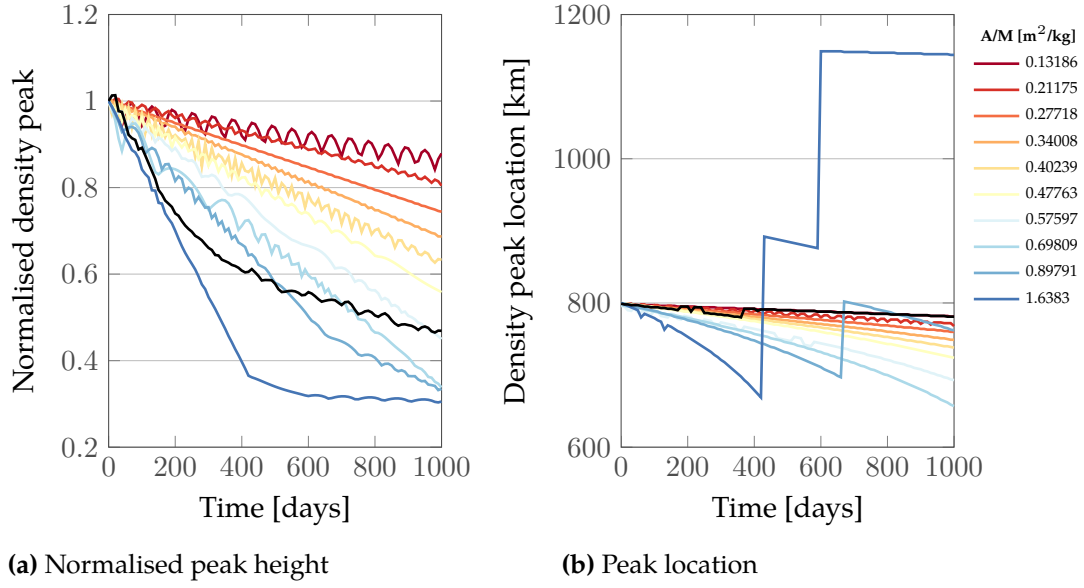 1.2
1
0.8
0.6
0.4
0.2
0 200 400 600 800 1000
Normalised density peak
Time [days]
(a) Normalised peak height
1200
1000
800
600
0 200 400 600 800 1000
Density peak location [km]
Time [days]
(b) Peak location
A/M [m²/kg]
0.13186
0.21175
0.27718
0.34008
0.40239
0.47763
0.57597
0.69809
0.89791
1.6383